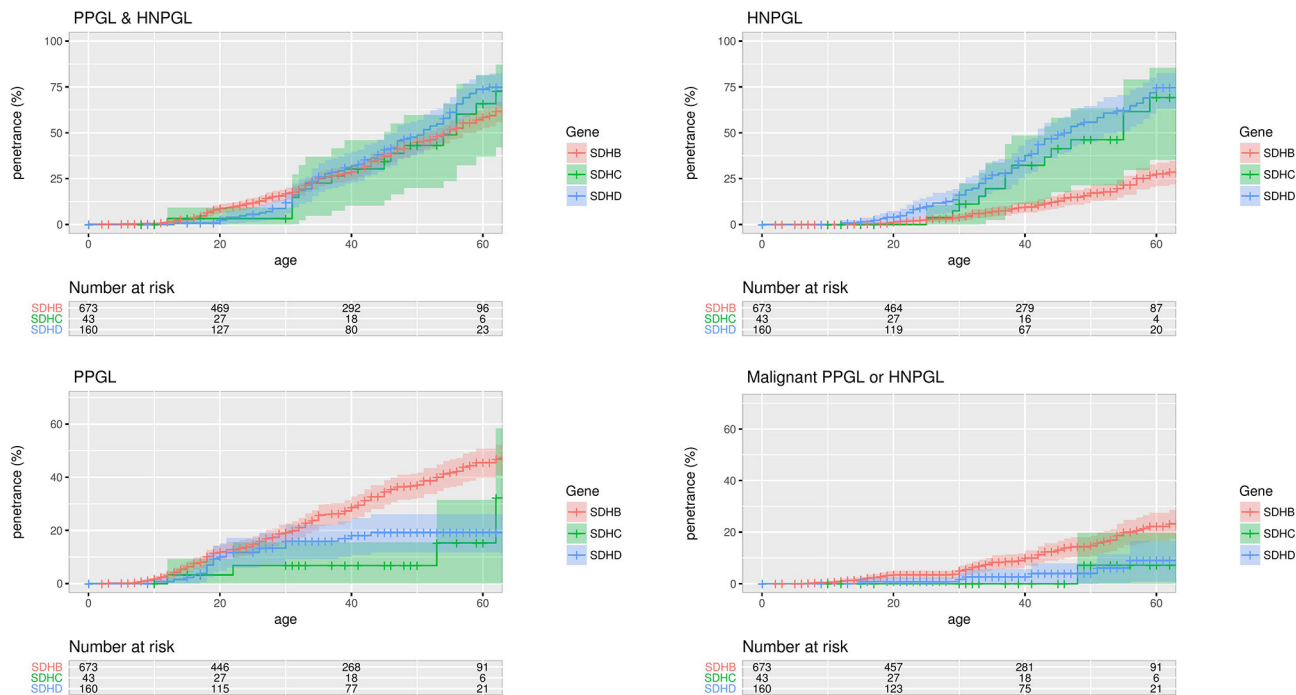 PPGL & HNPGL
100
75
50
25
0
penetrance (%)
0 20 40 60
age
Gene
SDHB
SDHC
SDHD
Number at risk
SDHB 673 469 292 96
SDHC 43 27 18 6
SDHD 160 127 80 23
HNPGL
100
75
50
25
0
penetrance (%)
0 20 40 60
age
Gene
SDHB
SDHC
SDHD
Number at risk
SDHB 673 464 279 87
SDHC 43 27 16 4
SDHD 160 119 67 20
PPGL
60
40
20
0
penetrance (%)
0 20 40 60
age
Gene
SDHB
SDHC
SDHD
Number at risk
SDHB 673 446 268 91
SDHC 43 27 18 6
SDHD 160 115 77 21
Malignant PPGL or HNPGL
60
40
20
0
penetrance (%)
0 20 40 60
age
Gene
SDHB
SDHC
SDHD
Number at risk
SDHB 673 457 281 91
SDHC 43 27 18 6
SDHD 160 123 75 21